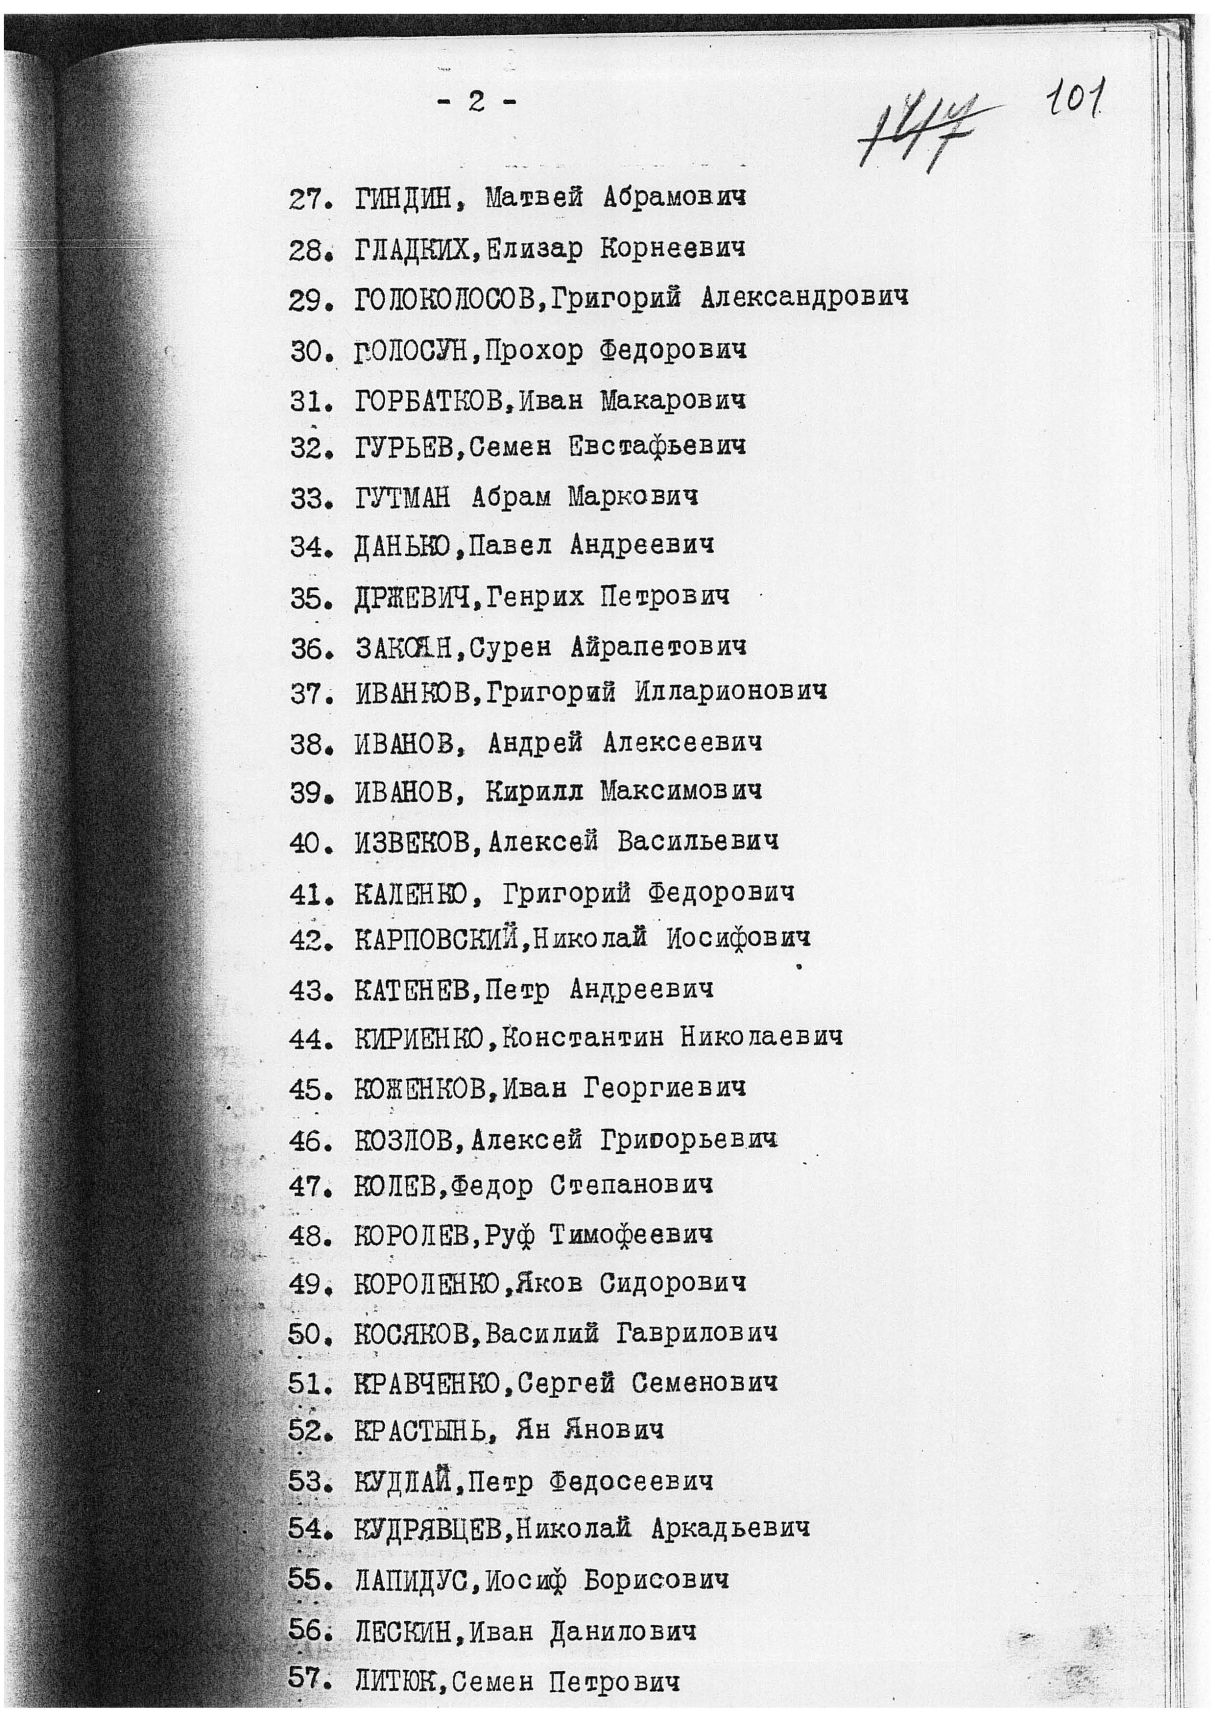 - 2 -
147 101
27. ГИНДИН, Матвей Абрамович
28. ГЛАДКИХ,Елизар Корнеевич
29. ГОЛОКОЛОСОВ,Григорий Александрович
30. ГОЛОСУН,Прохор Федорович
31. ГОРБАТКОВ,Иван Макарович
32. ГУРЬЕВ,Семен Евстафьевич
33. ГУТМАН Абрам Маркович
34. ДАНЬКО,Павел Андреевич
35. ДРЖЕВИЧ,Генрих Петрович
36. ЗАКОЯН,Сурен Айрапетович
37. ИВАНКОВ,Григорий Илларионович
38. ИВАНОВ, Андрей Алексеевич
39. ИВАНОВ, Кирилл Максимович
40. ИЗВЕКОВ,Алексей Васильевич
41. КАЛЕНКО, Григорий Федорович
42. КАРПОВСКИЙ,Николай Иосифович
43. КАТЕНЕВ,Петр Андреевич
44. КИРИЕНКО,Константин Николаевич
45. КОЖЕНКОВ,Иван Георгиевич
46. КОЗЛОВ,Алексей Григорьевич
47. КОЛЕВ,Федор Степанович
48. КОРОЛЕВ,Руф Тимофеевич
49. КОРОЛЕНКО,Яков Сидорович
50. КОСЯКОВ,Василий Гаврилович
51. КРАВЧЕНКО,Сергей Семенович
52. КРАСТЫНЬ, Ян Янович
53. КУДЛАЙ,Петр Федосеевич
54. КУДРЯВЦЕВ,Николай Аркадьевич
55. ЛАПИДУС,Иосиф Борисович
56. ЛЕСКИН,Иван Данилович
57. ЛИТЮК,Семен Петрович